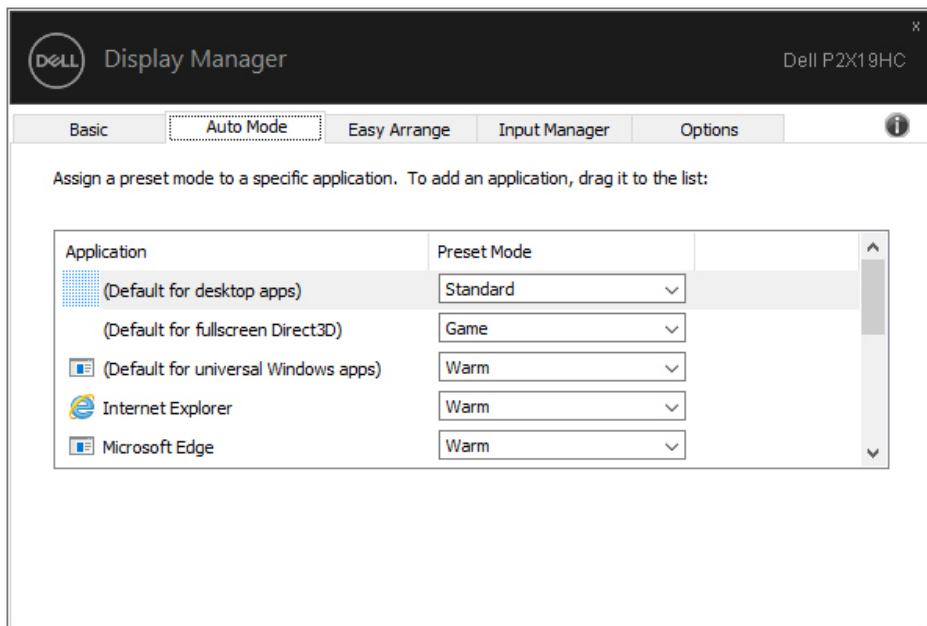 x
DELL Display Manager Dell P2X19HC
Basic Auto Mode Easy Arrange Input Manager Options
Assign a preset mode to a specific application. To add an application, drag it to the list:
Application Preset Mode
(Default for desktop apps) Standard
(Default for fullscreen Direct3D) Game
(Default for universal Windows apps) Warm
Internet Explorer Warm
Microsoft Edge Warm